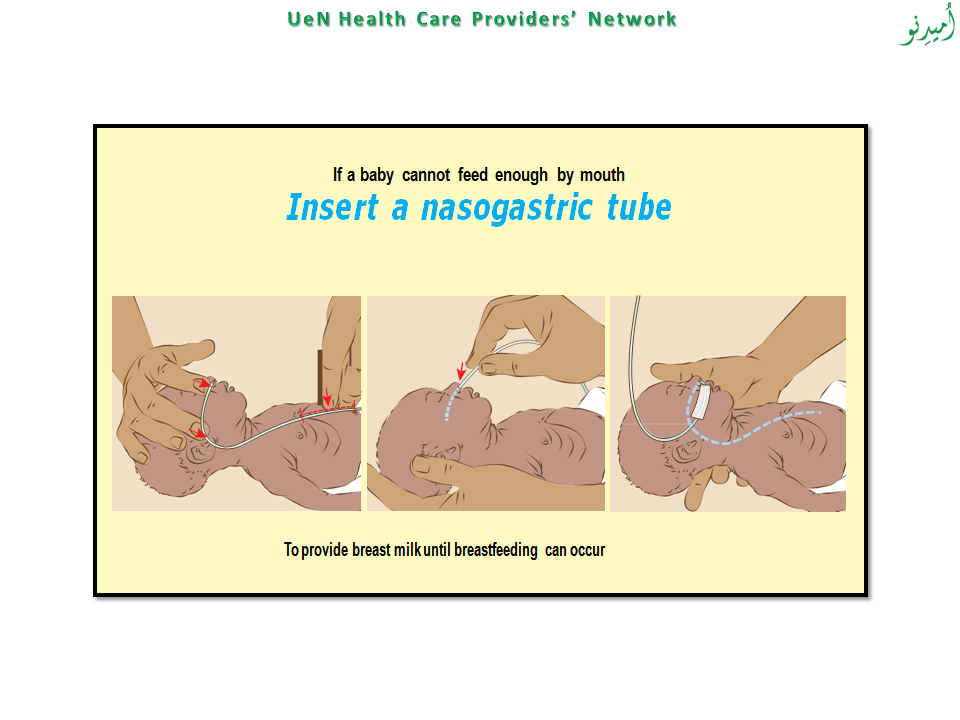 UeN Health Care Providers’ Network
اُمیدِنو
If a baby cannot feed enough by mouth
Insert a nasogastric tube
To provide breast milk until breastfeeding can occur